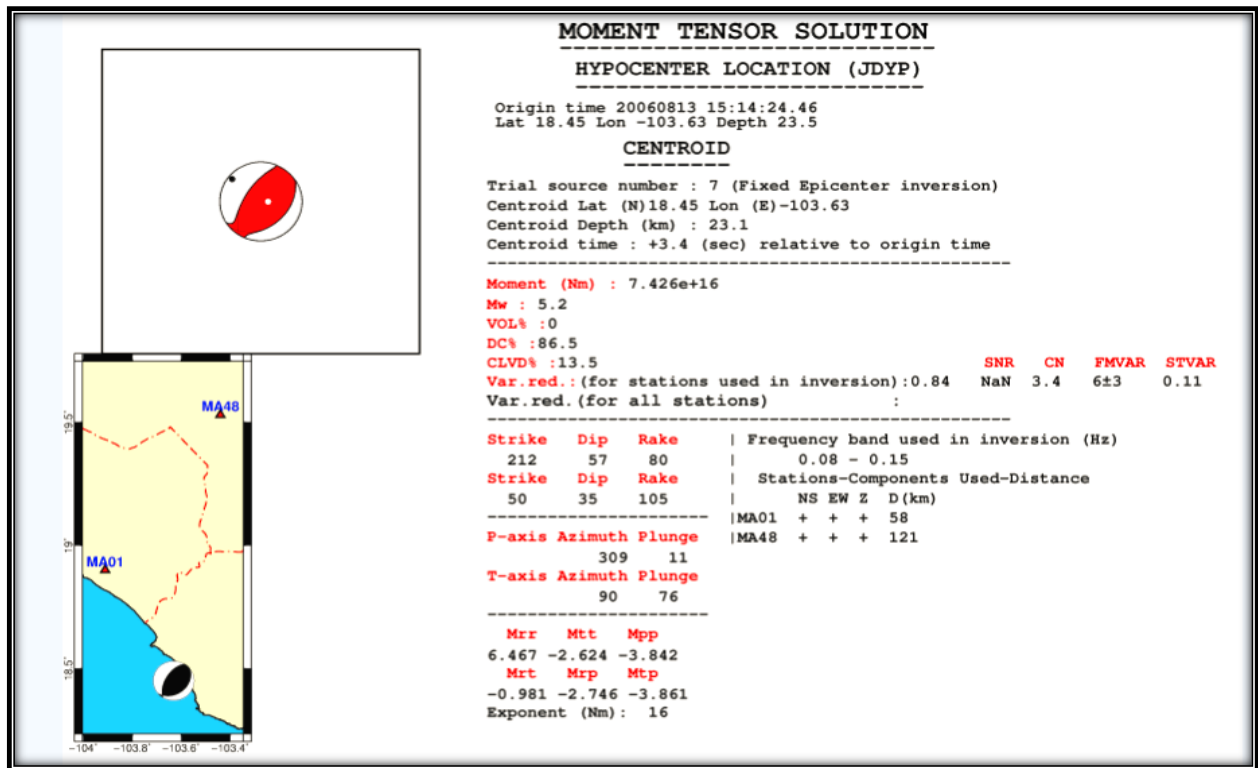 MOMENT TENSOR SOLUTION
HYPOCENTER LOCATION (JDYP)
Origin time 20060813 15:14:24.46
Lat 18.45 Lon -103.63 Depth 23.5
CENTROID
Trial source number : 7 (Fixed Epicenter inversion)
Centroid Lat (N)18.45 Lon (E)-103.63
Centroid Depth (km) : 23.1
Centroid time : +3.4 (sec) relative to origin time
Moment (Nm) : 7.426e+16
Mw : 5.2
VOL% :0
DC% :86.5
CLVD% :13.5 SNR CN FMVAR STVAR
Var.red.:(for stations used in inversion):0.84 NaN 3.4 6±3 0.11
Var.red.(for all stations) :
Strike Dip Rake | Frequency band used in inversion (Hz)
212 57 80 | 0.08 - 0.15
Strike Dip Rake | Stations-Components Used-Distance
50 35 105 | NS EW Z D(km)
|MA01 + + + 58
P-axis Azimuth Plunge |MA48 + + + 121
309 11
T-axis Azimuth Plunge
90 76
Mrr Mtt Mpp
6.467 -2.624 -3.842
Mrt Mrp Mtp
-0.981 -2.746 -3.861
Exponent (Nm): 16
MA48
19.5˚
19˚
MA01
18.5˚
-104˚ -103.8˚ -103.6˚ -103.4˚